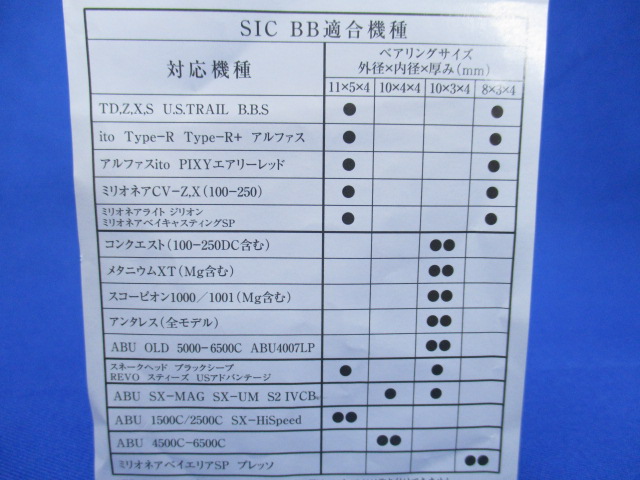 SIC BB適合機種
対応機種
ベアリングサイズ
外径×内径×厚み(mm)
11×5×4 10×4×4 10×3×4 8×3×4
TD,Z,X,S U.S.TRAIL B.B.S ● ●
ito Type-R Type-R+ アルファス ● ●
アルファスito PIXYエアリーレッド ● ●
ミリオネアCV-Z,X(100-250) ● ●
ミリオネアライト ジリオン
ミリオネアベイキャスティングSP ● ●
コンクエスト(100-250DC含む) ●●
メタニウムXT(Mg含む) ●●
スコーピオン1000/1001(Mg含む) ●●
アンタレス(全モデル) ●●
ABU OLD 5000-6500C ABU4007LP ●●
スネークヘッド ブラックシープ
REVO スティーズ USアドバンテージ ● ●
ABU SX-MAG SX-UM S2 IVCB ● ●
ABU 1500C/2500C SX-HiSpeed ●●
ABU 4500C-6500C ●●
ミリオネアベイエリアSP ブレッソ ●●